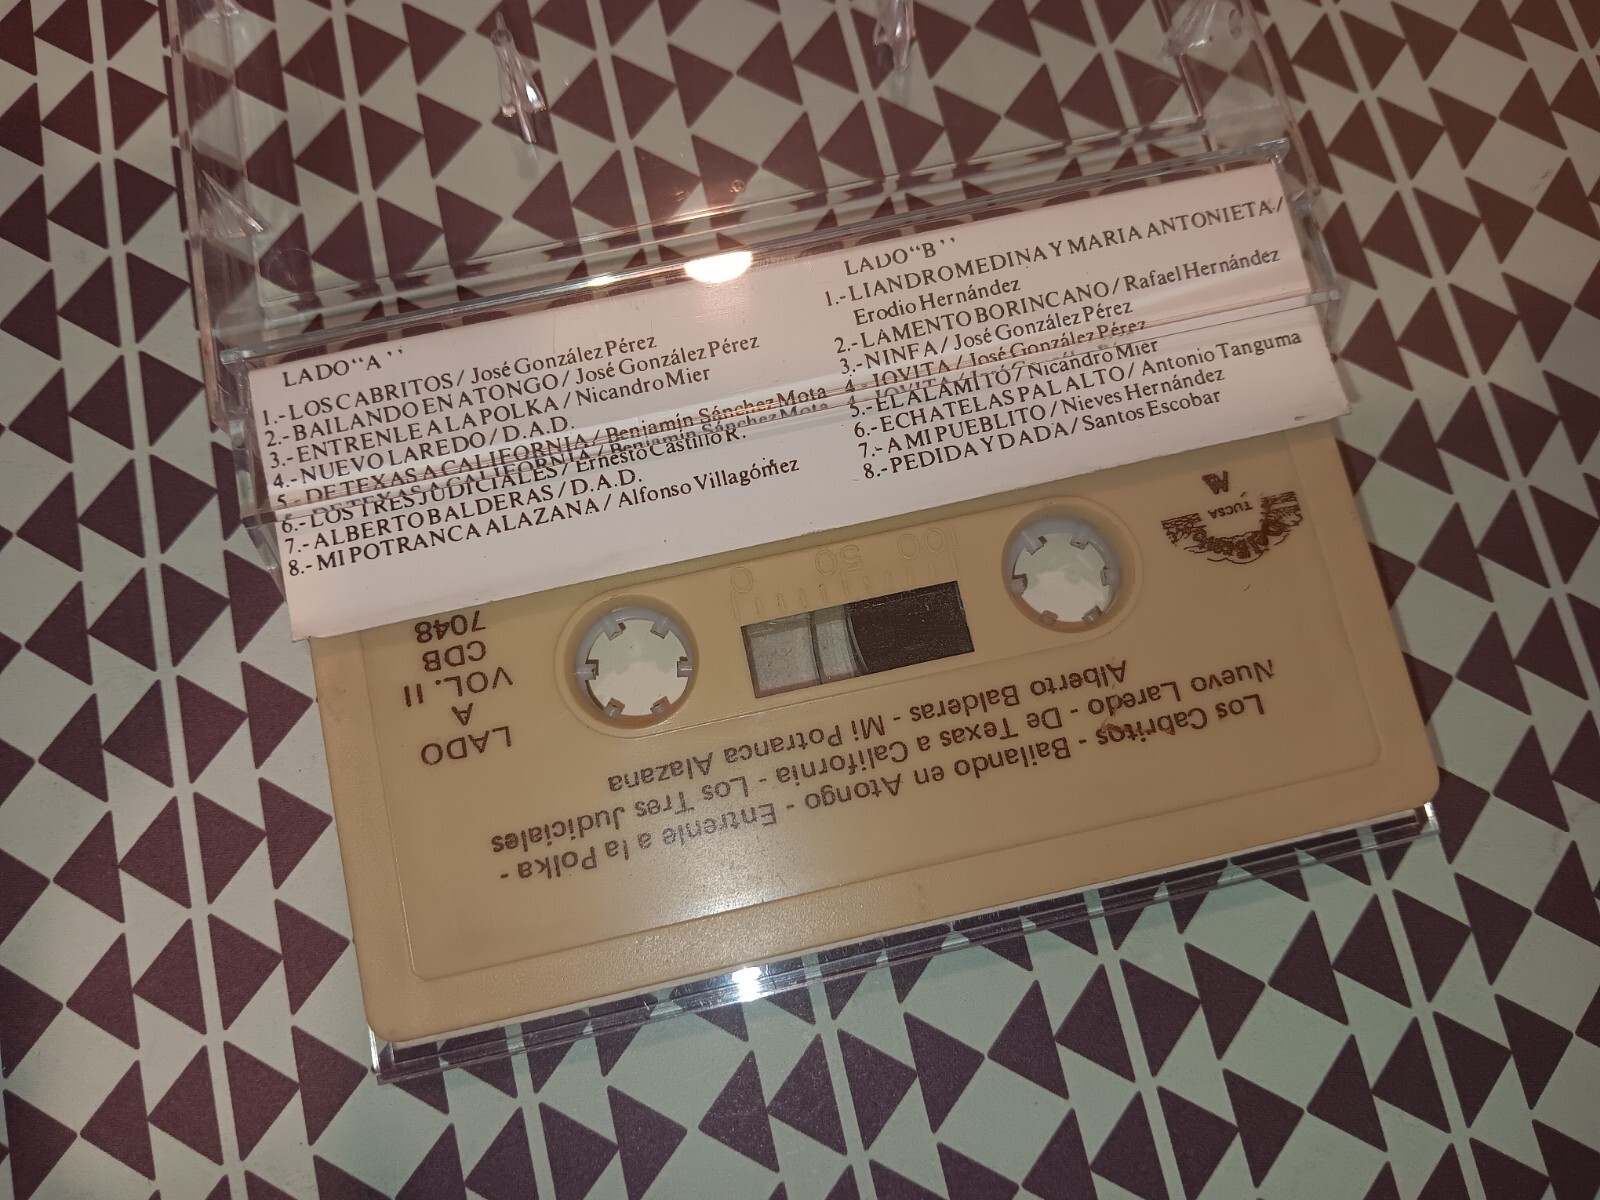 LADO "A"
1.- LOS CABRITOS / José González Pérez
2.- BAILANDO EN ATONGO / José González Pérez
3.- ENTRENLE A LA POLKA / Nicandro Mier
4.- NUEVO LAREDO / D.A.D.
5.- DE TEXAS A CALIFORNIA / Benjamín Sánchez Mota
6.- LOS TRES JUDICIALES / Ernesto Castillo R.
7.- ALBERTO BALDERAS / D.A.D.
8.- MI POTRANCA ALAZANA / Alfonso Villagómez
LADO "B"
1.- LIANDRO MEDINA Y MARIA ANTONIETA /
Erodio Hernández
2.- LAMENTO BORINCANO / Rafael Hernández
3.- NINFA / José González Pérez
4.- JOVITA / José González Pérez
5.- EL ALAMITO / Nicandro Mier
6.- ECHATELAS PAL ALTO / Antonio Tanguma
7.- A MI PUEBLITO / Nieves Hernández
8.- PEDIDA Y DADA / Santos Escobar
TUCSA
0 50 100
LADO
A
VOL. II
CDB
7048
Los Cabritos - Bailando en Atongo - Entrenle a la Polka -
Nuevo Laredo - De Texas a California - Los Tres Judiciales
Alberto Balderas - Mi Potranca Alazana